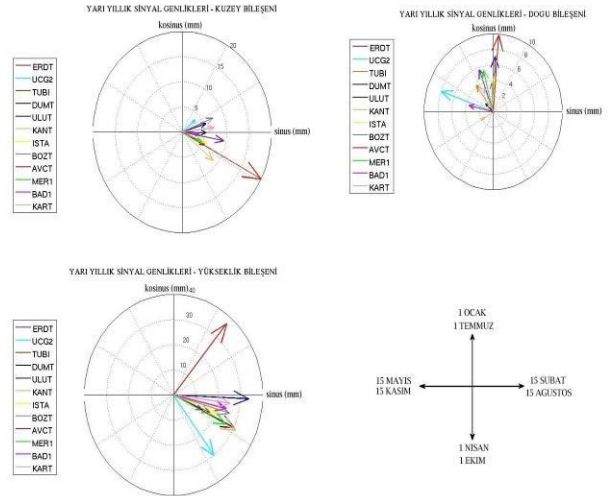 YARI YILLIK SİNYAL GENLİKLERİ - KUZEY BİLEŞENİ
kosinus (mm)
20
15
10
5
sinus (mm)
ERDT
UCG2
TUBI
DUMT
ULUT
KANT
ISTA
BOZT
AVCT
MER1
BAD1
KART
YARI YILLIK SİNYAL GENLİKLERİ - DOGU BİLEŞENİ
kosinus (mm)
10
8
6
4
2
sinus (mm)
ERDT
UCG2
TUBI
DUMT
ULUT
KANT
ISTA
BOZT
AVCT
MER1
BAD1
KART
YARI YILLIK SİNYAL GENLİKLERİ - YÜKSEKLİK BİLEŞENİ
kosinus (mm)
40
30
20
10
sinus (mm)
ERDT
UCG2
TUBI
DUMT
ULUT
KANT
ISTA
BOZT
AVCT
MER1
BAD1
KART
1 OCAK
1 TEMMUZ
15 MAYIS
15 KASIM
15 SUBAT
15 AGUSTOS
1 NISAN
1 EKIM